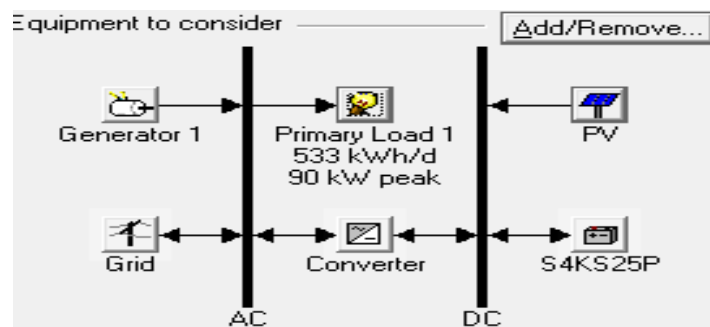 Equipment to consider
Add/Remove...
Generator 1
Primary Load 1
533 kWh/d
90 kW peak
PV
Grid
Converter
S4KS25P
AC
DC